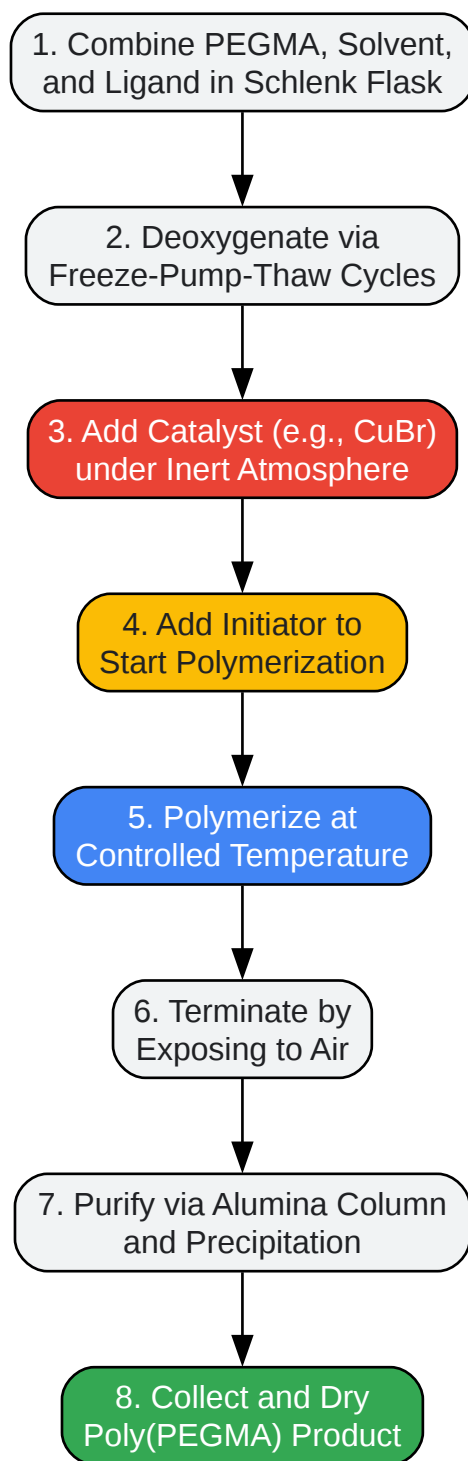 1. Combine PEGMA, Solvent,
and Ligand in Schlenk Flask
2. Deoxygenate via
Freeze-Pump-Thaw Cycles
3. Add Catalyst (e.g., CuBr)
under Inert Atmosphere
4. Add Initiator to
Start Polymerization
5. Polymerize at
Controlled Temperature
6. Terminate by
Exposing to Air
7. Purify via Alumina Column
and Precipitation
8. Collect and Dry
Poly(PEGMA) Product